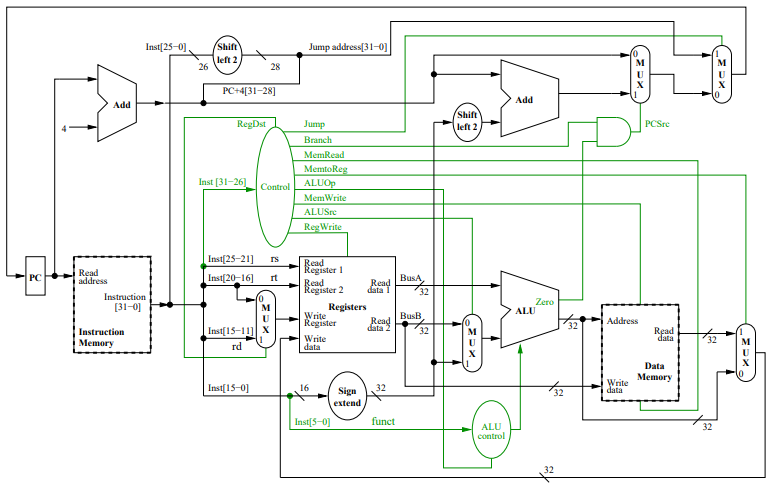 Inst[25−0]
26
Shift
left 2
28
Jump address[31−0]
PC+4[31−28]
Add
4
0
M
U
X
1
1
M
U
X
0
Add
Shift
left 2
PCSrc
RegDst
Jump
Branch
MemRead
MemtoReg
ALUOp
MemWrite
ALUSrc
RegWrite
Control
Inst [31−26]
PC
Read
address
Instruction
[31−0]
Instruction
Memory
Inst[25−21] rs
Inst[20−16] rt
Inst[15−11]
rd
0
M
U
X
1
Read
Register 1
Read
Register 2
Write
Register
Write
data
Registers
Read
data 1
Read
data 2
BusA
32
BusB
32
0
M
U
X
1
Zero
ALU
32
Address
Read
data
Data
Memory
Write
data
32
32
1
M
U
X
0
32
Inst[15−0]
16
Sign
extend
32
Inst[5−0] funct
ALU
control
32